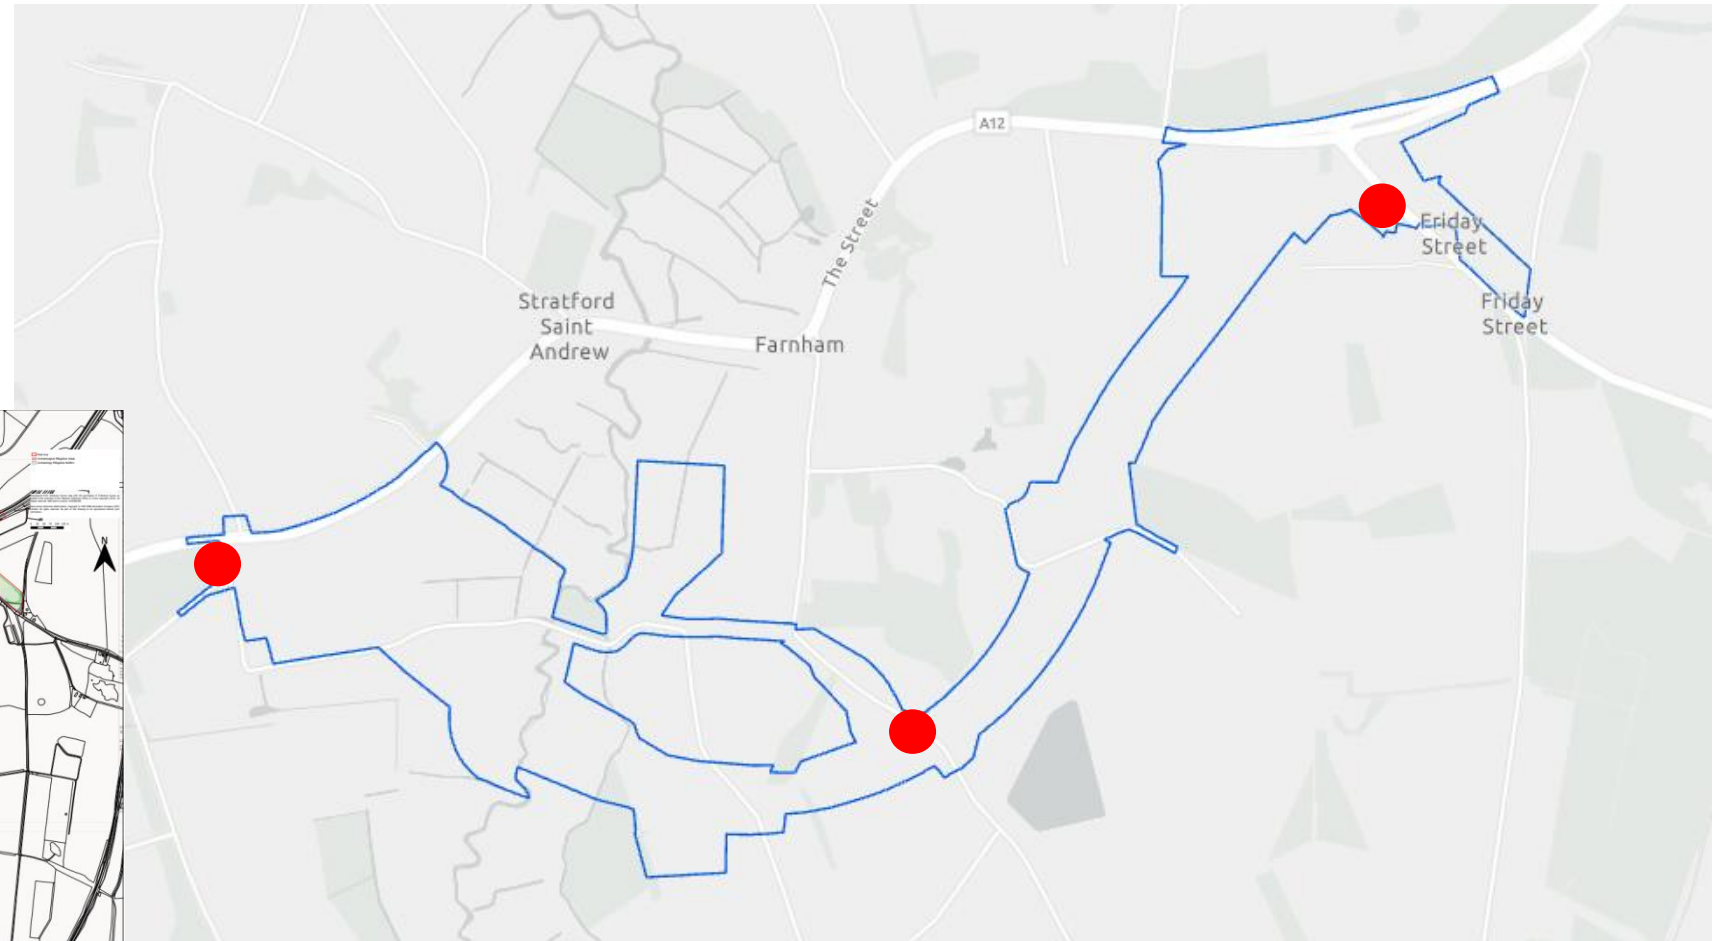 A12
The Street
Friday
Street
Stratford
Saint
Andrew
Farnham
Friday
Street
N